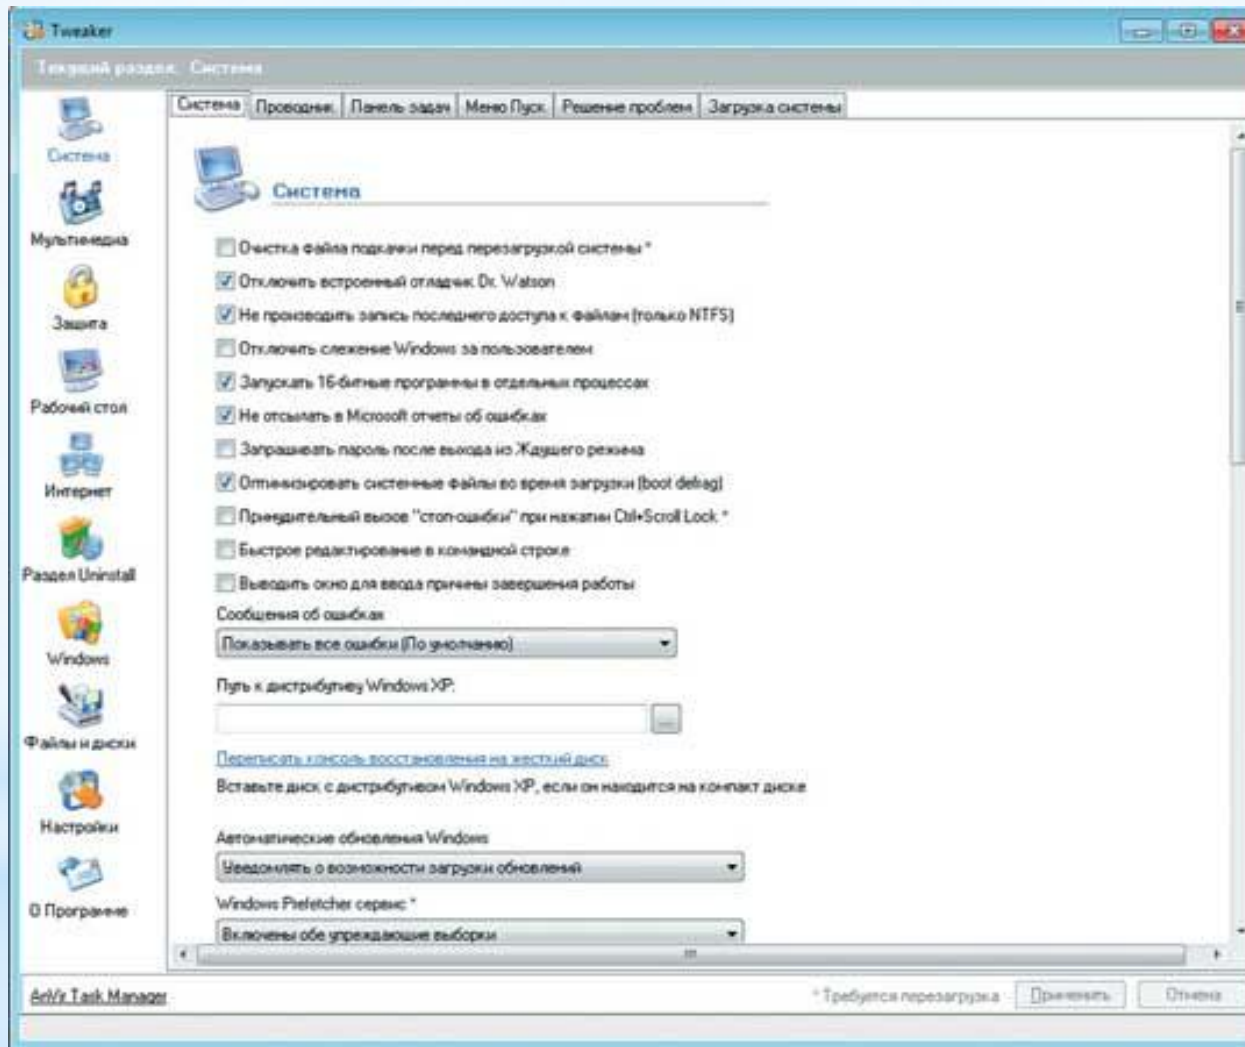 Tweaker
Текущий раздел: Система
Система
Проводник
Панель задач
Меню Пуск
Решение проблем
Загрузка системы
Система
Мультимедиа
Защита
Рабочий стол
Интернет
Раздел Uninstall
Windows
Файлы и диски
Настройки
О Программе
Система
Очистка файла подкачки перед перезагрузкой системы *
Отключить встроенный отладчик Dr. Watson
Не производить запись последнего доступа к файлам (только NTFS)
Отключить слежение Windows за пользователем
Запускать 16-битные программы в отдельных процессах
Не отсылать в Microsoft отчеты об ошибках
Запрашивать пароль после выхода из Ждущего режима
Оптимизировать системные файлы во время загрузки (boot defrag)
Принудительный вызов "стоп-ошибки" при нажатии Ctrl+Scroll Lock *
Быстрое редактирование в командной строке
Выводить окно для ввода причины завершения работы
Сообщения об ошибках
Показывать все ошибки (По умолчанию)
Путь к дистрибутиву Windows XP:
...
Переписать консоль восстановления на жесткий диск
Вставьте диск с дистрибутивом Windows XP, если он находится на компакт диске
Автоматические обновления Windows
Уведомлять о возможности загрузки обновлений
Windows Prefetcher сервис *
Включены обе упреждающие выборки
AnVir Task Manager
* Требуется перезагрузка
Применить
Отмена